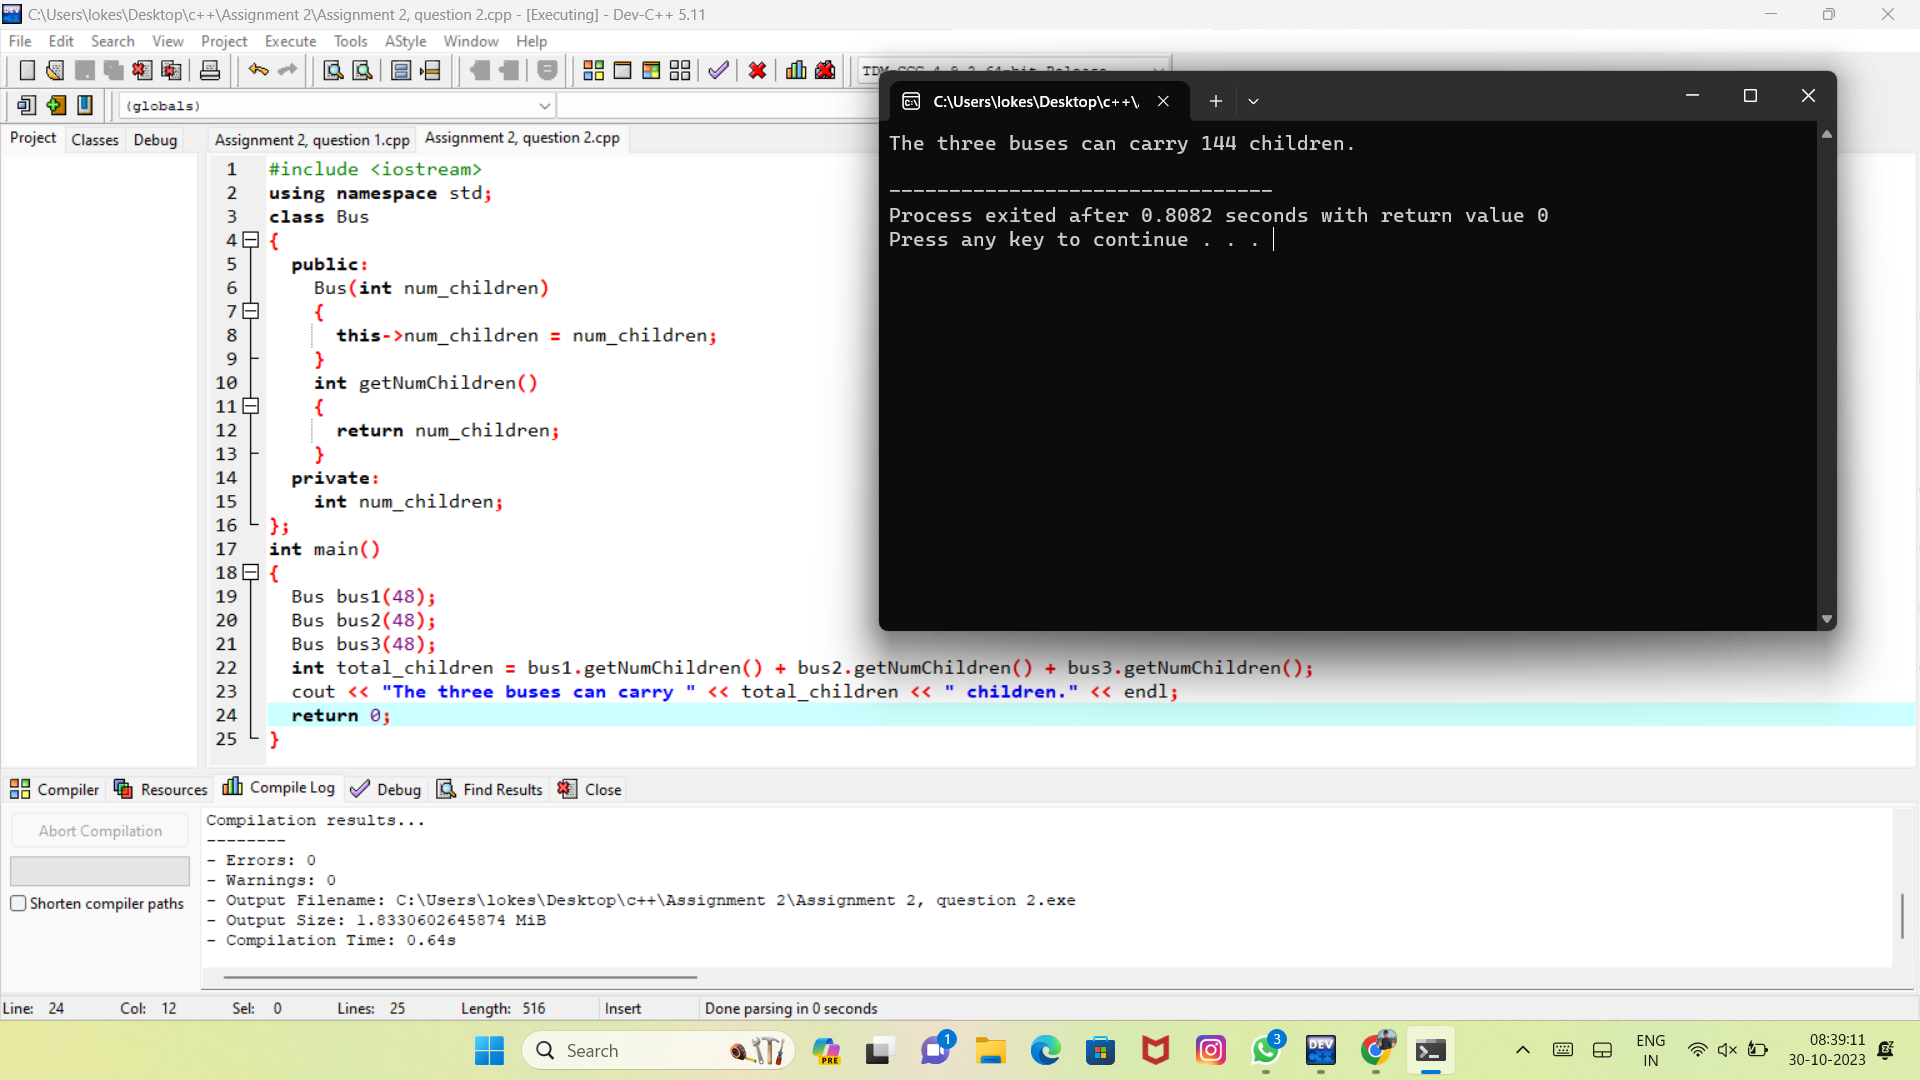 C:\Users\lokes\Desktop\c++\Assignment 2\Assignment 2, question 2.cpp - [Executing] - Dev-C++ 5.11
File Edit Search View Project Execute Tools AStyle Window Help
(globals)
Project Classes Debug
Assignment 2, question 1.cpp Assignment 2, question 2.cpp
1 #include <iostream>
2 using namespace std;
3 class Bus
4 {
5 public:
6 Bus(int num_children)
7 {
8 this->num_children = num_children;
9 }
10 int getNumChildren()
11 {
12 return num_children;
13 }
14 private:
15 int num_children;
16 };
17 int main()
18 {
19 Bus bus1(48);
20 Bus bus2(48);
21 Bus bus3(48);
22 int total_children = bus1.getNumChildren() + bus2.getNumChildren() + bus3.getNumChildren();
23 cout << "The three buses can carry " << total_children << " children." << endl;
24 return 0;
25 }
C:\Users\lokes\Desktop\c++\.
The three buses can carry 144 children.
--------------------------------
Process exited after 0.8082 seconds with return value 0
Press any key to continue . . .
Compiler Resources Compile Log Debug Find Results Close
Abort Compilation
Shorten compiler paths
Compilation results...
--------
- Errors: 0
- Warnings: 0
- Output Filename: C:\Users\lokes\Desktop\c++\Assignment 2\Assignment 2, question 2.exe
- Output Size: 1.8330602645874 MiB
- Compilation Time: 0.64s
Line: 24 Col: 12 Sel: 0 Lines: 25 Length: 516 Insert Done parsing in 0 seconds
Search
PRE
1
3
DEV
ENG
IN
08:39:11
30-10-2023